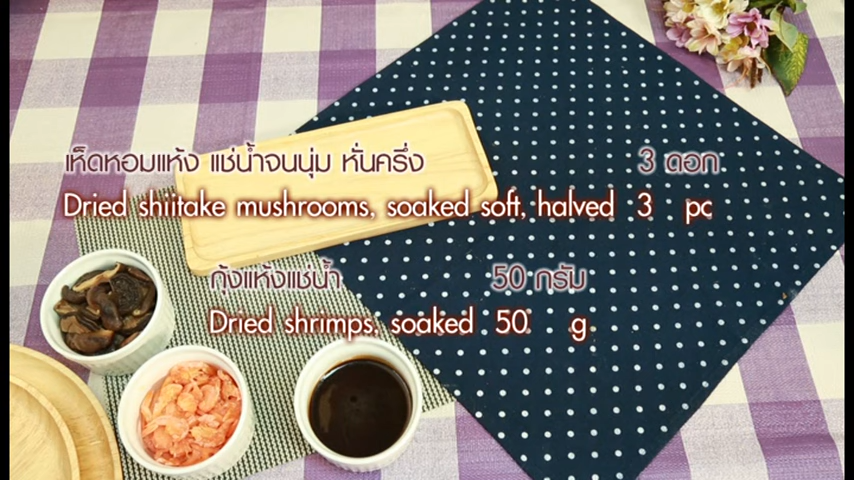 เห็ดหอมแห้ง แช่น้ำจนนุ่ม หั่นครึ่ง 3 ดอก
Dried shiitake mushrooms, soaked soft, halved 3 pc
กุ้งแห้งแช่น้ำ 50 กรัม
Dried shrimps, soaked 50 g